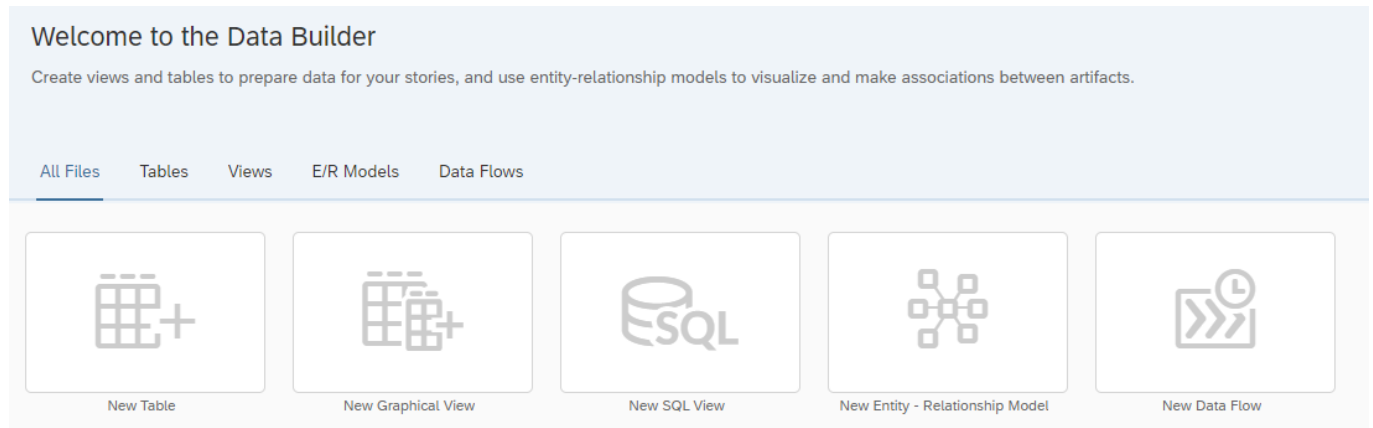 Welcome to the Data Builder
Create views and tables to prepare data for your stories, and use entity-relationship models to visualize and make associations between artifacts.
All Files Tables Views E/R Models Data Flows
SQL
New Table New Graphical View New SQL View New Entity - Relationship Model New Data Flow